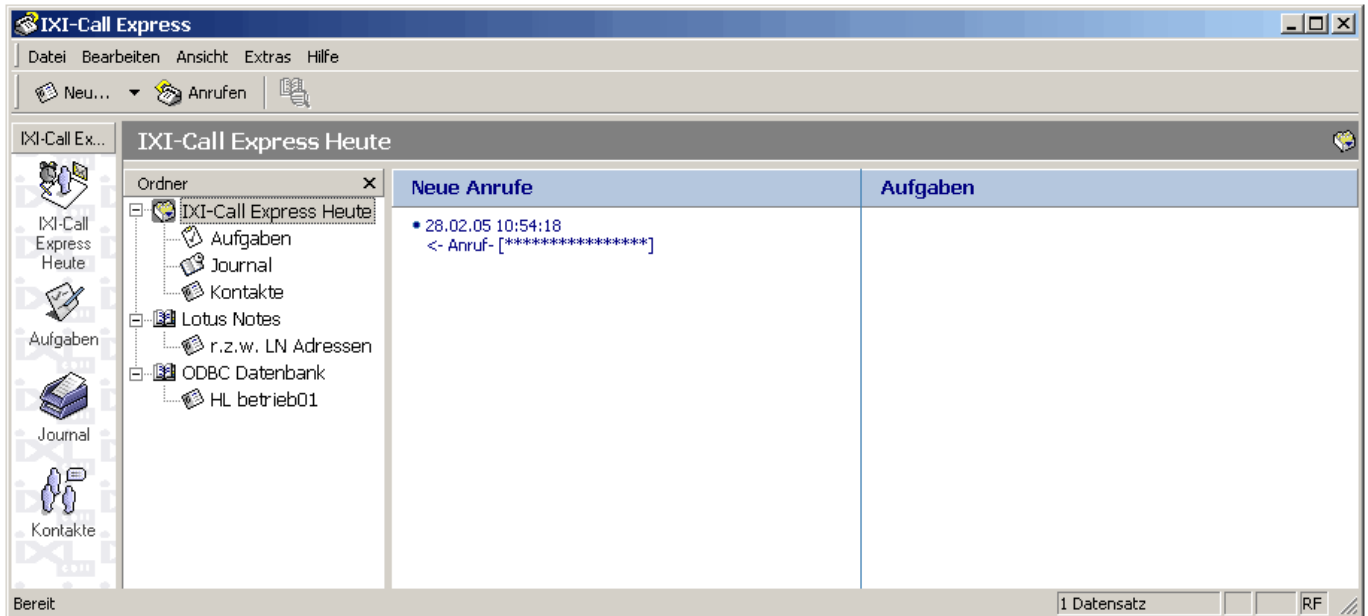 IXI-Call Express
Datei Bearbeiten Ansicht Extras Hilfe
Neu... Anrufen
IXI-Call Ex...
IXI-Call Express Heute
IXI-Call
Express
Heute
Aufgaben
Journal
Kontakte
Ordner
IXI-Call Express Heute
Aufgaben
Journal
Kontakte
Lotus Notes
r.z.w. LN Adressen
ODBC Datenbank
HL betrieb01
Neue Anrufe
28.02.05 10:54:18
<- Anruf- [****************]
Aufgaben
Bereit
1 Datensatz
RF